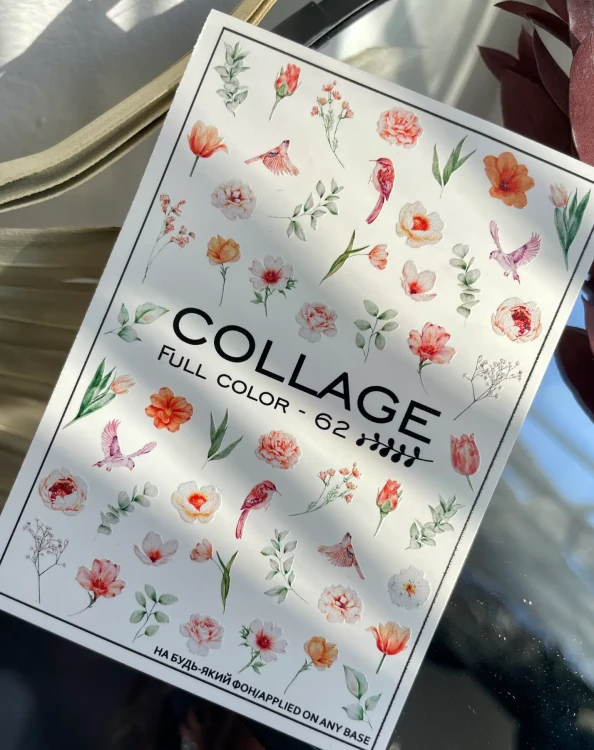 COLLAGE
FULL COLOR - 62
НА БУДЬ-ЯКИЙ ФОН/APPLIED ON ANY BASE